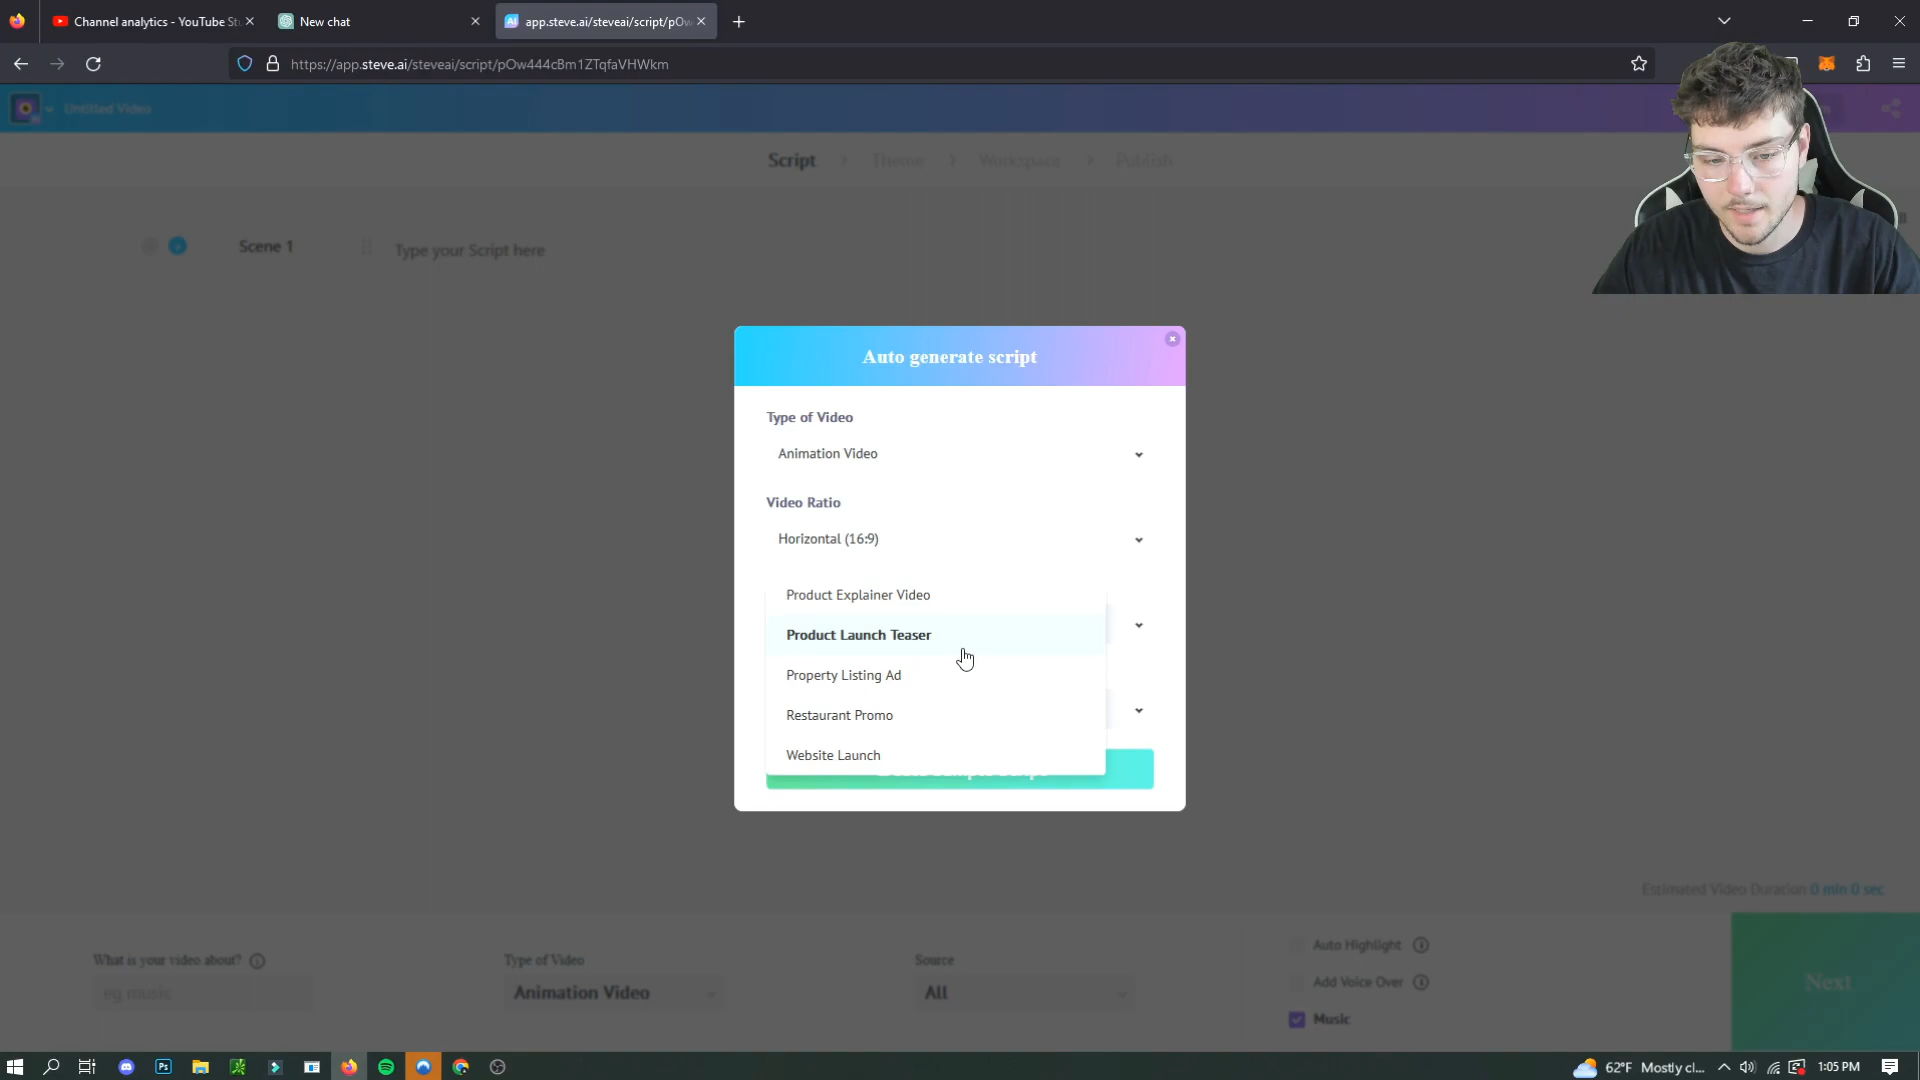 Channel analytics - YouTube St
New chat
app.steve.ai/steveai/script/pOw
https://app.steve.ai/steveai/script/pOw444cBm1ZTqfaVHWkm
Untitled Video
Script > Theme > Workspace > Publish
Scene 1
Type your Script here
Auto generate script
Type of Video
Animation Video
Video Ratio
Horizontal (16:9)
Product Explainer Video
Product Launch Teaser
Property Listing Ad
Restaurant Promo
Website Launch
Estimated Video Duration 0 min 0 sec
What is your video about?
eg music
Type of Video
Animation Video
Source
All
Auto Highlight
Add Voice Over
Music
Next
Ps
62°F Mostly cl...
1:05 PM